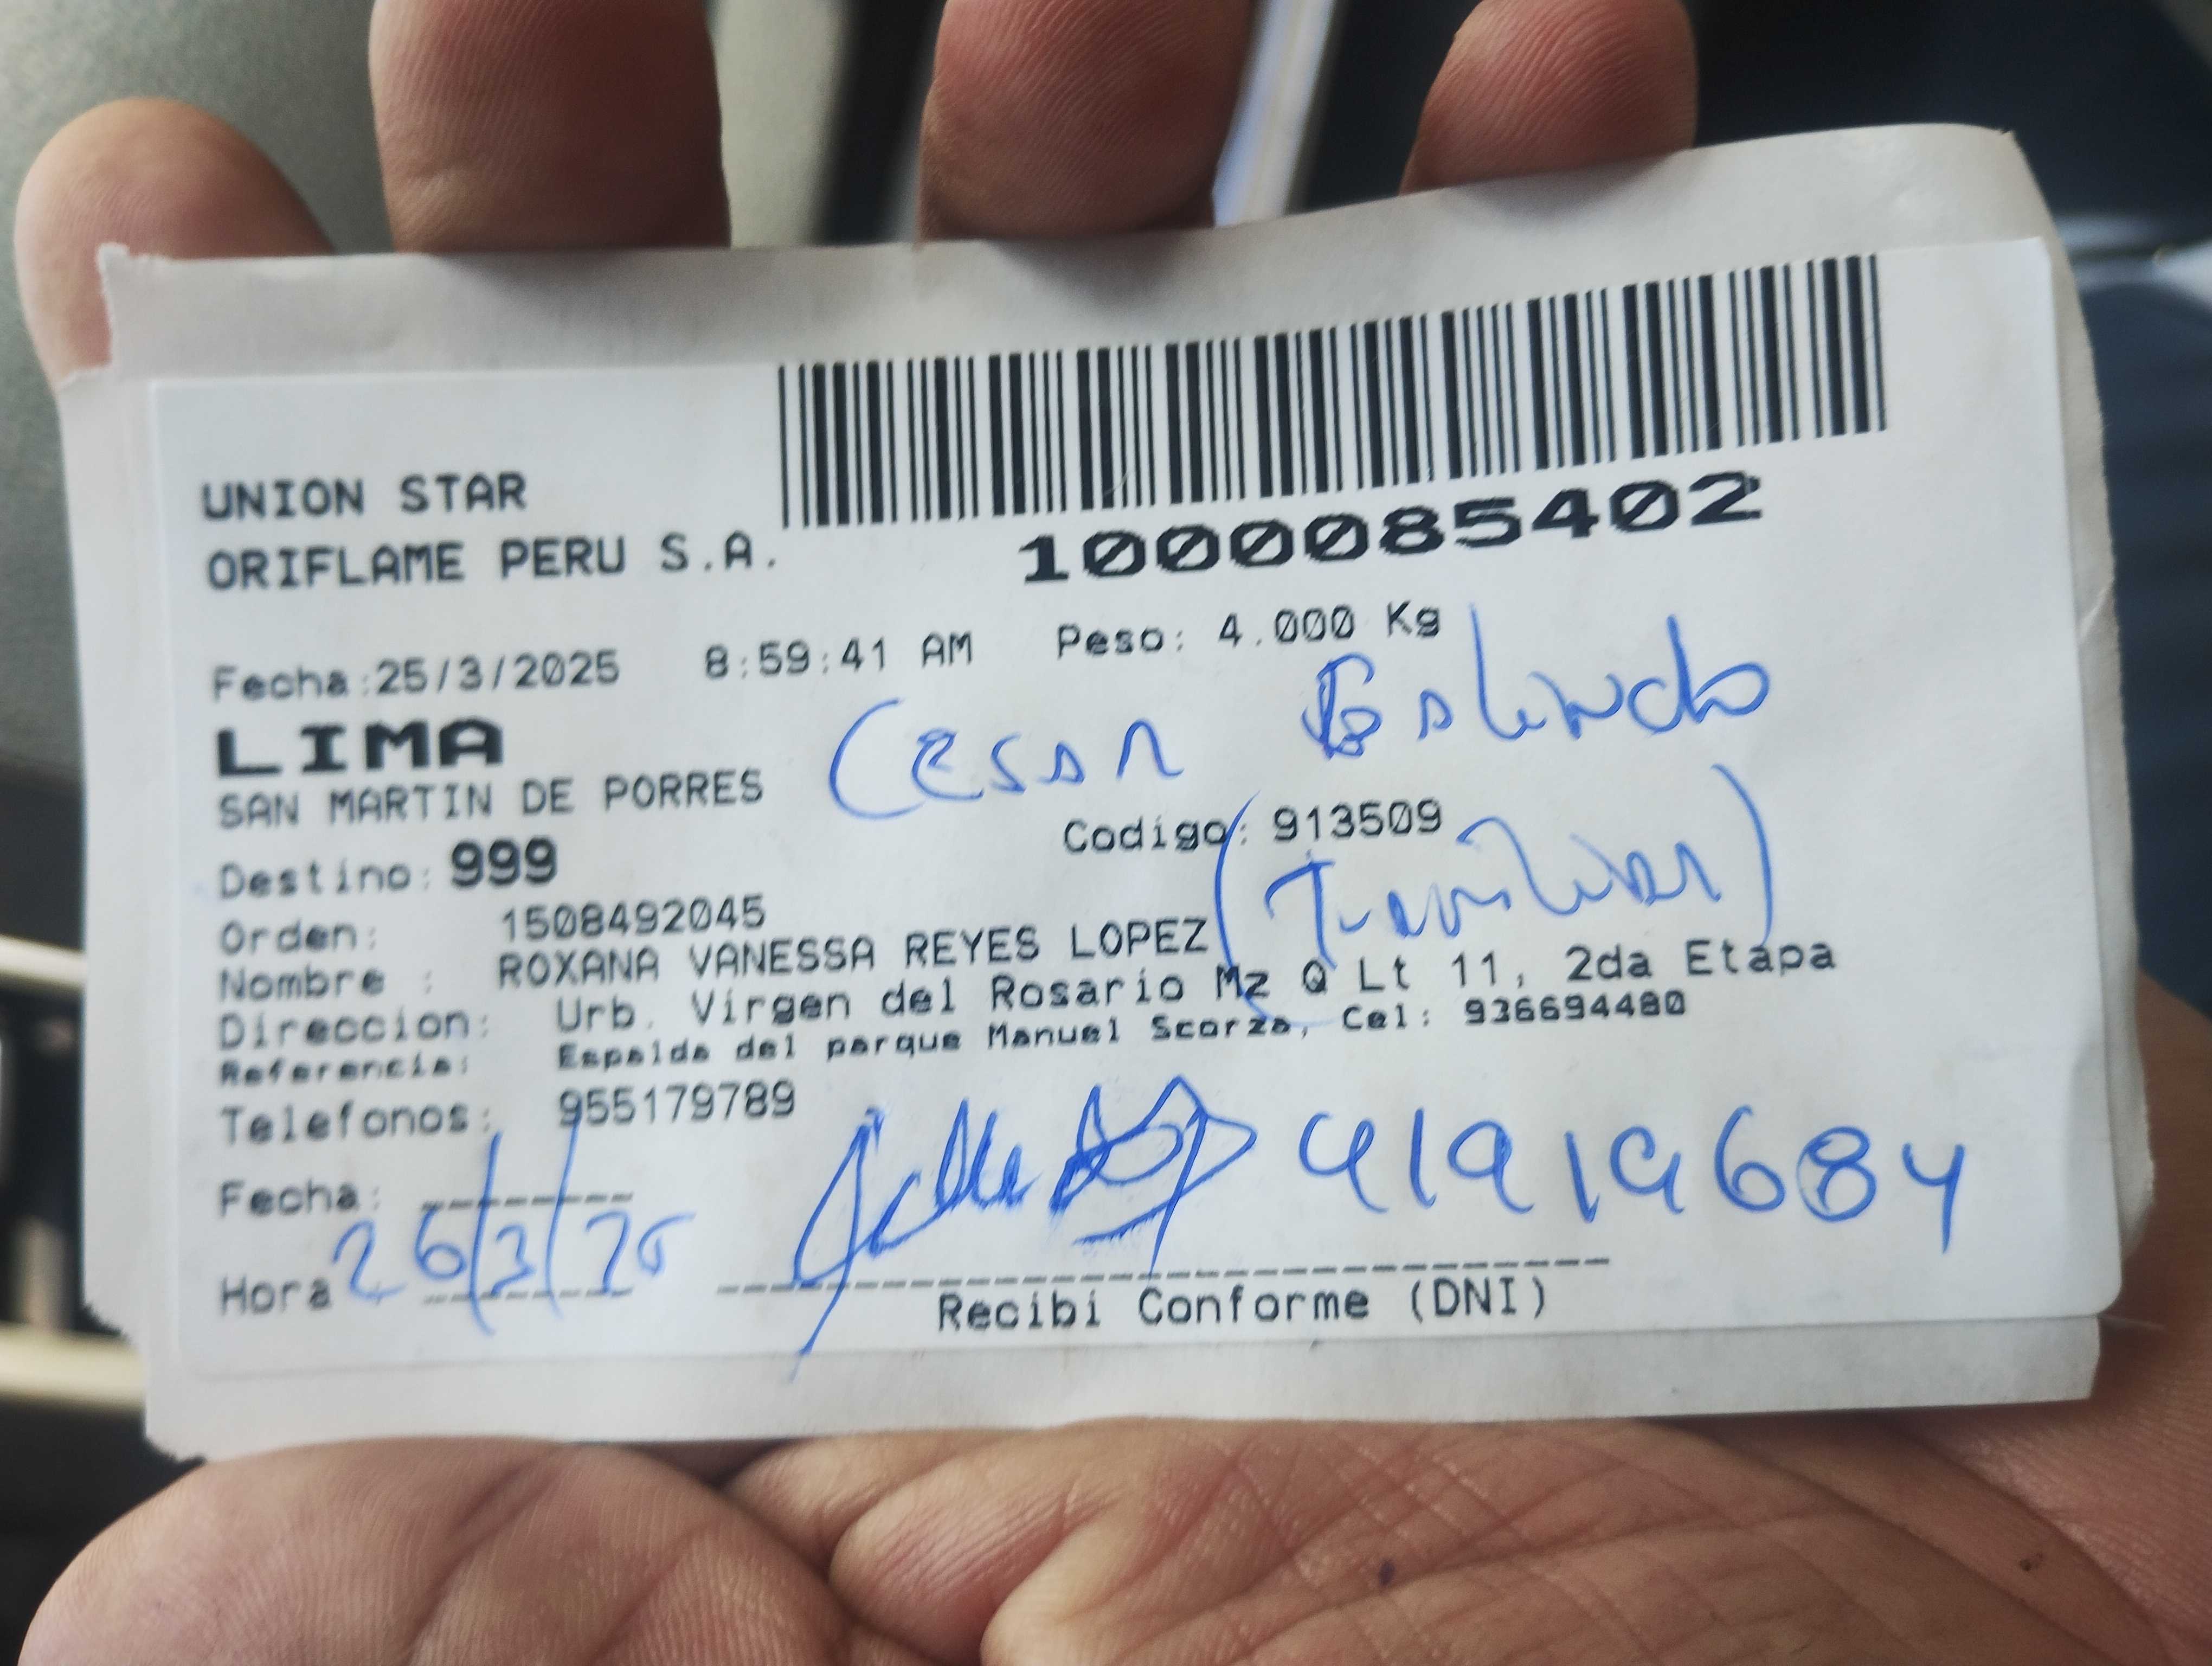 UNION STAR
ORIFLAME PERU S.A.
1000085402
Fecha:25/3/2025 8:59:41 AM Peso: 4.000 Kg
LIMA
SAN MARTIN DE PORRES
Cesar Galindo
Destino: 999 Codigo: 913509
(Familiar)
Orden: 1508492045
Nombre : ROXANA VANESSA REYES LOPEZ
Direccion: Urb. Virgen del Rosario Mz Q Lt 11, 2da Etapa
Referencia: Espalda del parque Manuel Scorza, Cel: 936694480
Telefonos: 955179789
Fecha: 26/3/25
41919684
Hora
Recibi Conforme (DNI)